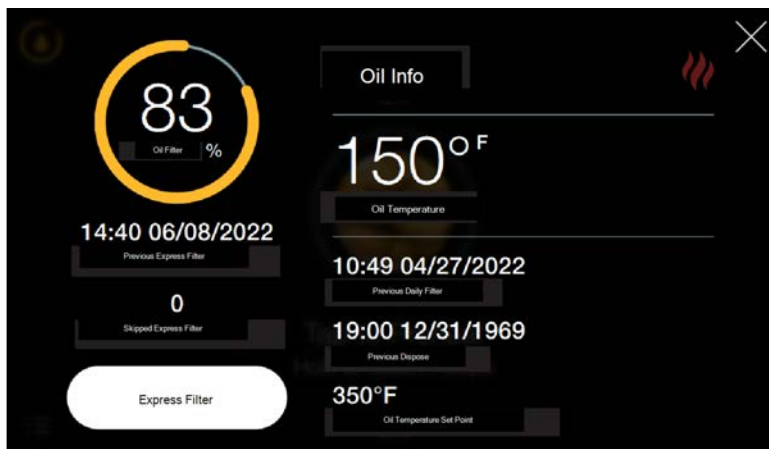 83
Oil Filter %
14:40 06/08/2022
Previous Express Filter
0
Skipped Express Filter
Express Filter
Oil Info
150° F
Oil Temperature
10:49 04/27/2022
Previous Daily Filter
19:00 12/31/1969
Previous Dispose
350°F
Oil Temperature Set Point